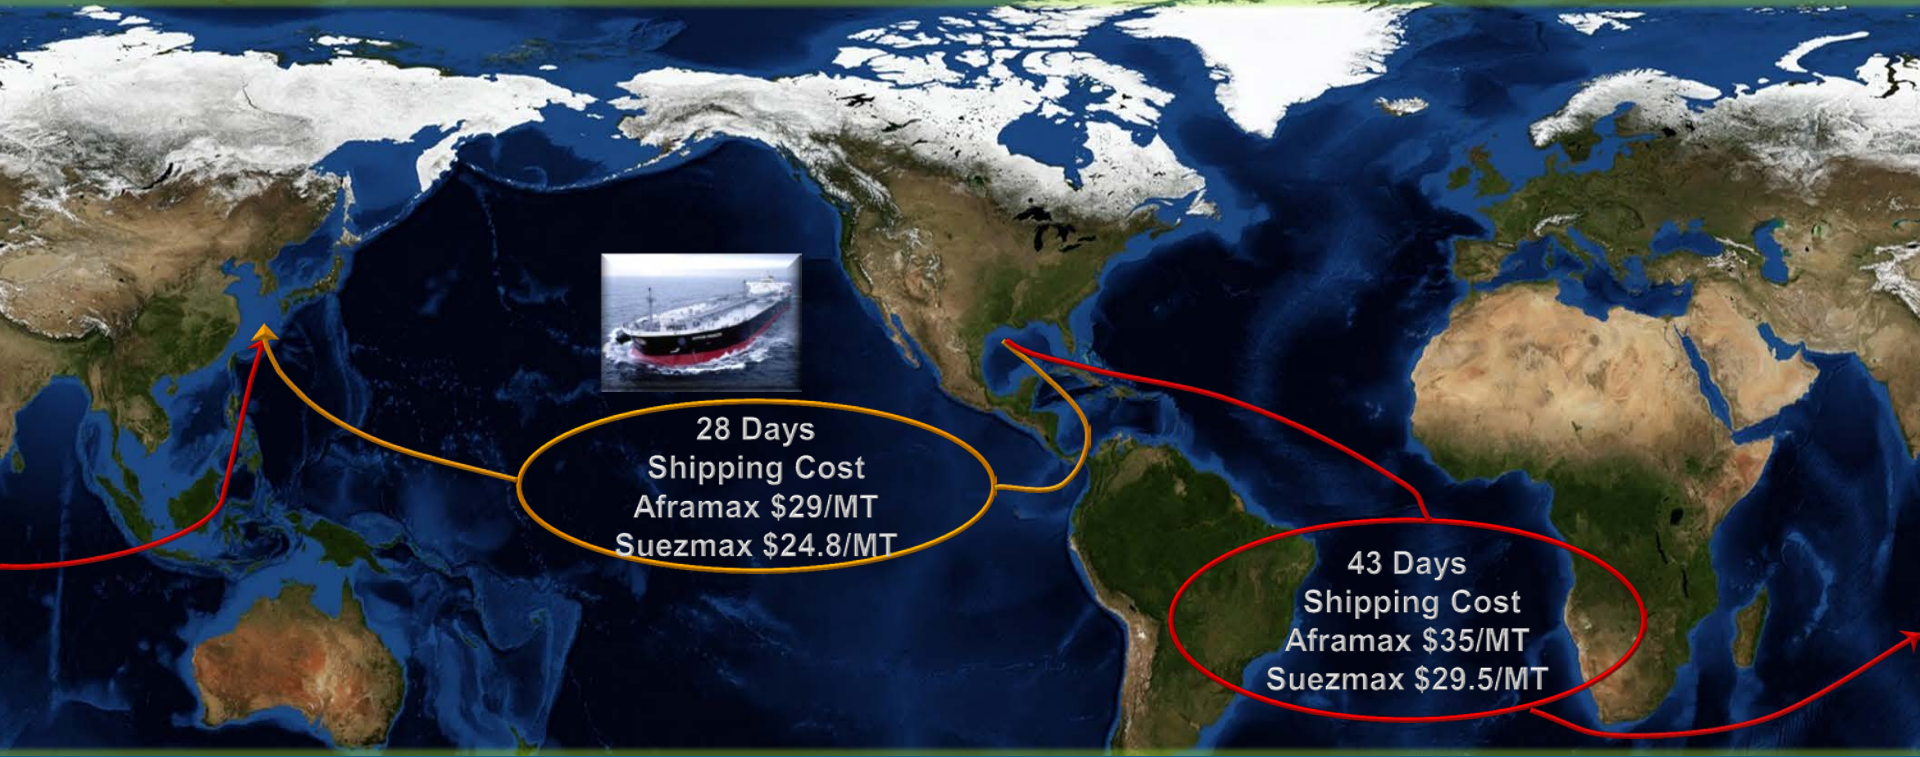 28 Days
Shipping Cost
Aframax $29/MT
Suezmax $24.8/MT
43 Days
Shipping Cost
Aframax $35/MT
Suezmax $29.5/MT